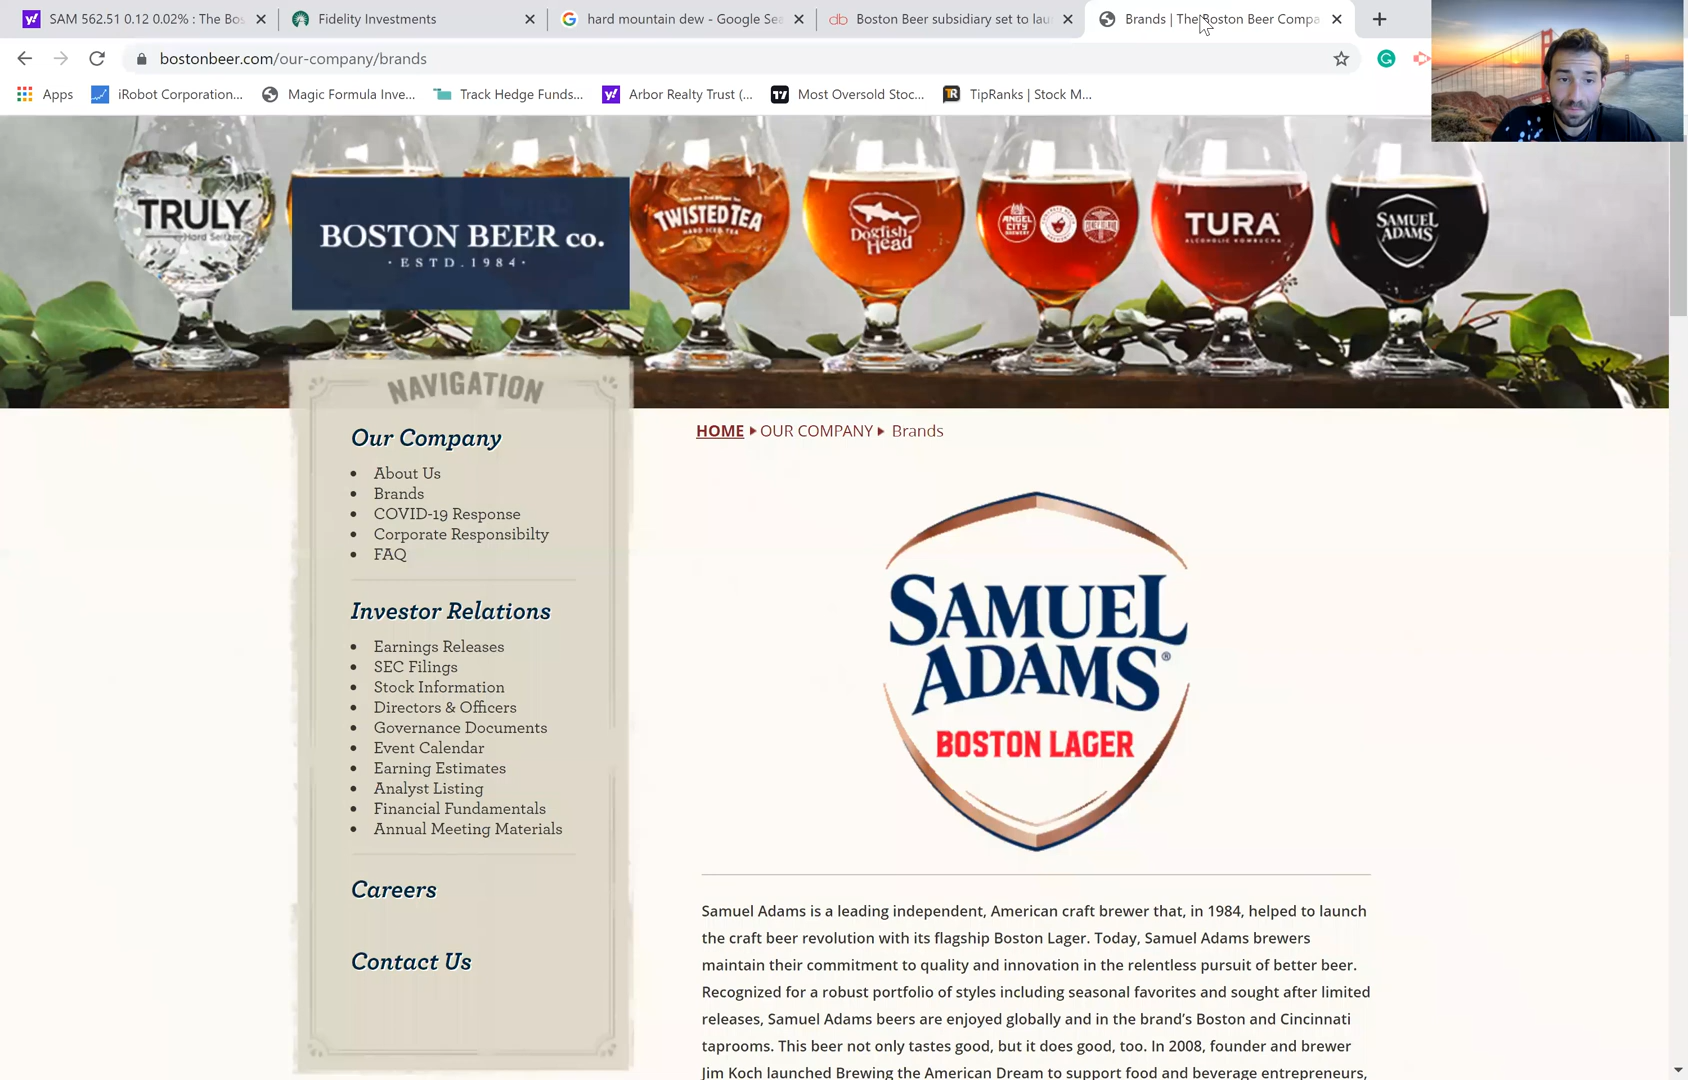 SAM 562.51 0.12 0.02% : The Bos
Fidelity Investments
hard mountain dew - Google Sea
Boston Beer subsidiary set to lau
Brands | The Boston Beer Compa
bostonbeer.com/our-company/brands
Apps
iRobot Corporation...
Magic Formula Inve...
Track Hedge Funds...
Arbor Realty Trust (...
Most Oversold Stoc...
TipRanks | Stock M...
TRULY
Hard Seltzer
BOSTON BEER co.
· ESTD. 1984 ·
TWISTED TEA
HARD ICED TEA
Dogfish
Head
ANGEL CITY
TURA
ALCOHOLIC KOMBUCHA
SAMUEL
ADAMS
NAVIGATION
Our Company
• About Us
• Brands
• COVID-19 Response
• Corporate Responsibilty
• FAQ
Investor Relations
• Earnings Releases
• SEC Filings
• Stock Information
• Directors & Officers
• Governance Documents
• Event Calendar
• Earning Estimates
• Analyst Listing
• Financial Fundamentals
• Annual Meeting Materials
Careers
Contact Us
HOME ▸ OUR COMPANY ▸ Brands
SAMUEL
ADAMS®
BOSTON LAGER
Samuel Adams is a leading independent, American craft brewer that, in 1984, helped to launch
the craft beer revolution with its flagship Boston Lager. Today, Samuel Adams brewers
maintain their commitment to quality and innovation in the relentless pursuit of better beer.
Recognized for a robust portfolio of styles including seasonal favorites and sought after limited
releases, Samuel Adams beers are enjoyed globally and in the brand's Boston and Cincinnati
taprooms. This beer not only tastes good, but it does good, too. In 2008, founder and brewer
Jim Koch launched Brewing the American Dream to support food and beverage entrepreneurs,